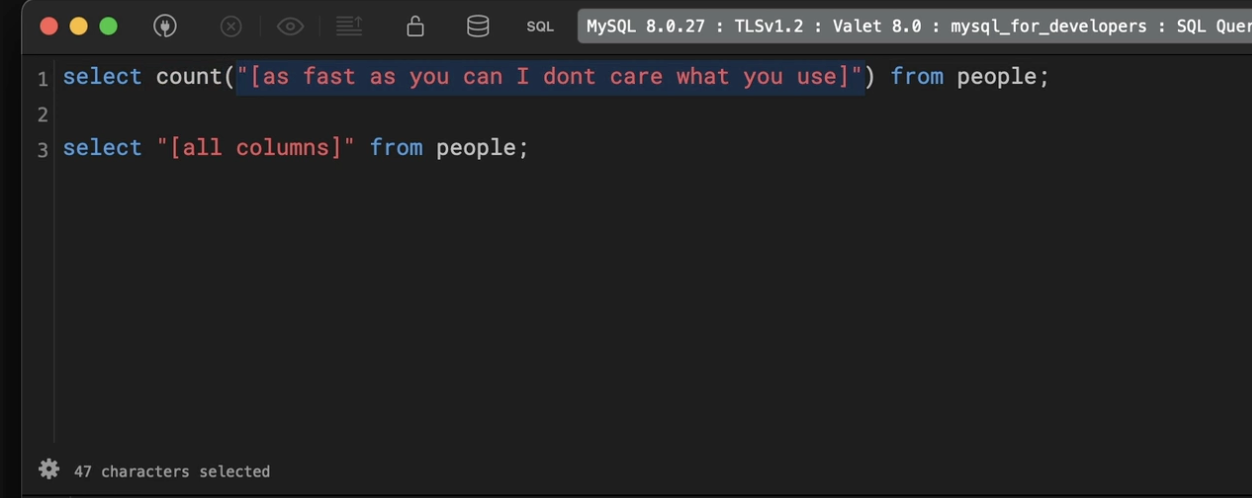 SQL MySQL 8.0.27 : TLSv1.2 : Valet 8.0 : mysql_for_developers : SQL Quer
1 select count("[as fast as you can I dont care what you use]") from people;
2
3 select "[all columns]" from people;
47 characters selected